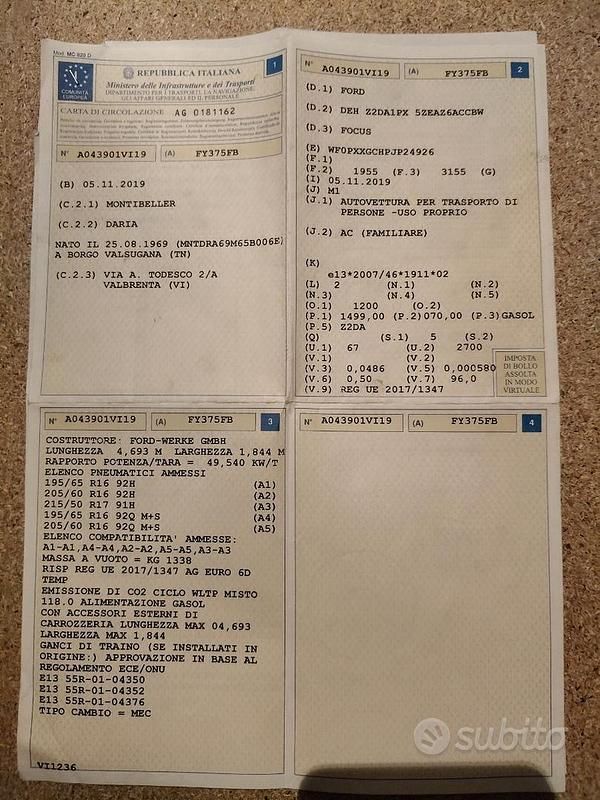 Mod. MC 820 D
1
REPUBBLICA ITALIANA
Ministero delle Infrastrutture e dei Trasporti
DIPARTIMENTO PER I TRASPORTI, LA NAVIGAZIONE,
GLI AFFARI GENERALI ED IL PERSONALE
COMUNITÀ
EUROPEA
CARTA DI CIRCOLAZIONE AG 0181162
N° A043901VI19 (A) FY375FB
(B) 05.11.2019
(C.2.1) MONTIBELLER
(C.2.2) DARIA
NATO IL 25.08.1969 (MNTDRA69M65B006E)
A BORGO VALSUGANA (TN)
(C.2.3) VIA A. TODESCO 2/A
VALBRENTA (VI)
N° A043901VI19 (A) FY375FB 2
(D.1) FORD
(D.2) DEH Z2DA1PX 5ZEAZ6ACCBW
(D.3) FOCUS
(E) WF0PXXGCHPJP24926
(F.1)
(F.2) 1955 (F.3) 3155 (G)
(I) 05.11.2019
(J) M1
(J.1) AUTOVETTURA PER TRASPORTO DI
PERSONE -USO PROPRIO
(J.2) AC (FAMILIARE)
(K)
e13*2007/46*1911*02
(L) 2 (N.1) (N.2)
(N.3) (N.4) (N.5)
(O.1) 1200 (O.2)
(P.1) 1499,00 (P.2)070,00 (P.3)GASOL
(P.5) Z2DA
(Q) (S.1) 5 (S.2)
(U.1) 67 (U.2) 2700
(V.1) (V.2)
(V.3) 0,0486 (V.5) 0,000580
(V.6) 0,50 (V.7) 96,0
(V.9) REG UE 2017/1347
IMPOSTA
DI BOLLO
ASSOLTA
IN MODO
VIRTUALE
N° A043901VI19 (A) FY375FB 3
COSTRUTTORE: FORD-WERKE GMBH
LUNGHEZZA 4,693 M LARGHEZZA 1,844 M
RAPPORTO POTENZA/TARA = 49,540 KW/T
ELENCO PNEUMATICI AMMESSI
195/65 R16 92H (A1)
205/60 R16 92H (A2)
215/50 R17 91H (A3)
195/65 R16 92Q M+S (A4)
205/60 R16 92Q M+S (A5)
ELENCO COMPATIBILITA' AMMESSE:
A1-A1,A4-A4,A2-A2,A5-A5,A3-A3
MASSA A VUOTO = KG 1338
RISP REG UE 2017/1347 AG EURO 6D
TEMP
EMISSIONE DI CO2 CICLO WLTP MISTO
118.0 ALIMENTAZIONE GASOL
CON ACCESSORI ESTERNI DI
CARROZZERIA LUNGHEZZA MAX 04,693
LARGHEZZA MAX 1,844
GANCI DI TRAINO (SE INSTALLATI IN
ORIGINE:) APPROVAZIONE IN BASE AL
REGOLAMENTO ECE/ONU
E13 55R-01-04350
E13 55R-01-04352
E13 55R-01-04376
TIPO CAMBIO = MEC
VI1236
N° A043901VI19 (A) FY375FB 4
subito